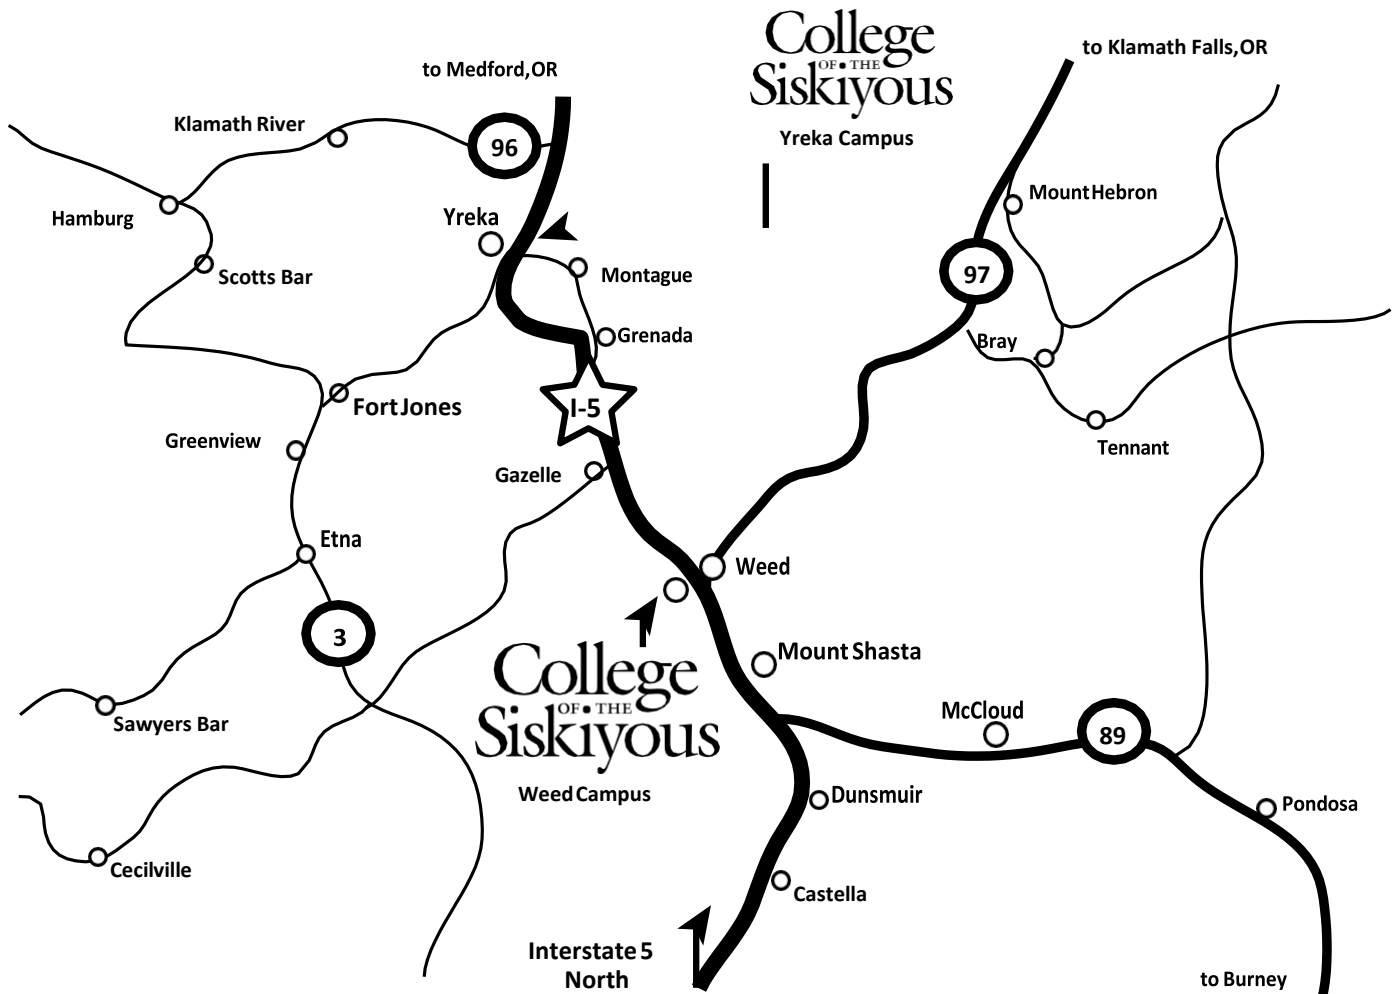 College
OF THE
Siskiyous
Yreka Campus
to Klamath Falls, OR
to Medford, OR
Klamath River
96
Mount Hebron
Hamburg
Yreka
Scotts Bar
Montague
97
Grenada
Bray
I-5
Fort Jones
Greenview
Tennant
Gazelle
Etna
Weed
3
Mount Shasta
College
OF THE
Siskiyous
Weed Campus
McCloud
89
Sawyers Bar
Dunsmuir
Pondosa
Cecilville
Castella
Interstate 5
North
to Burney